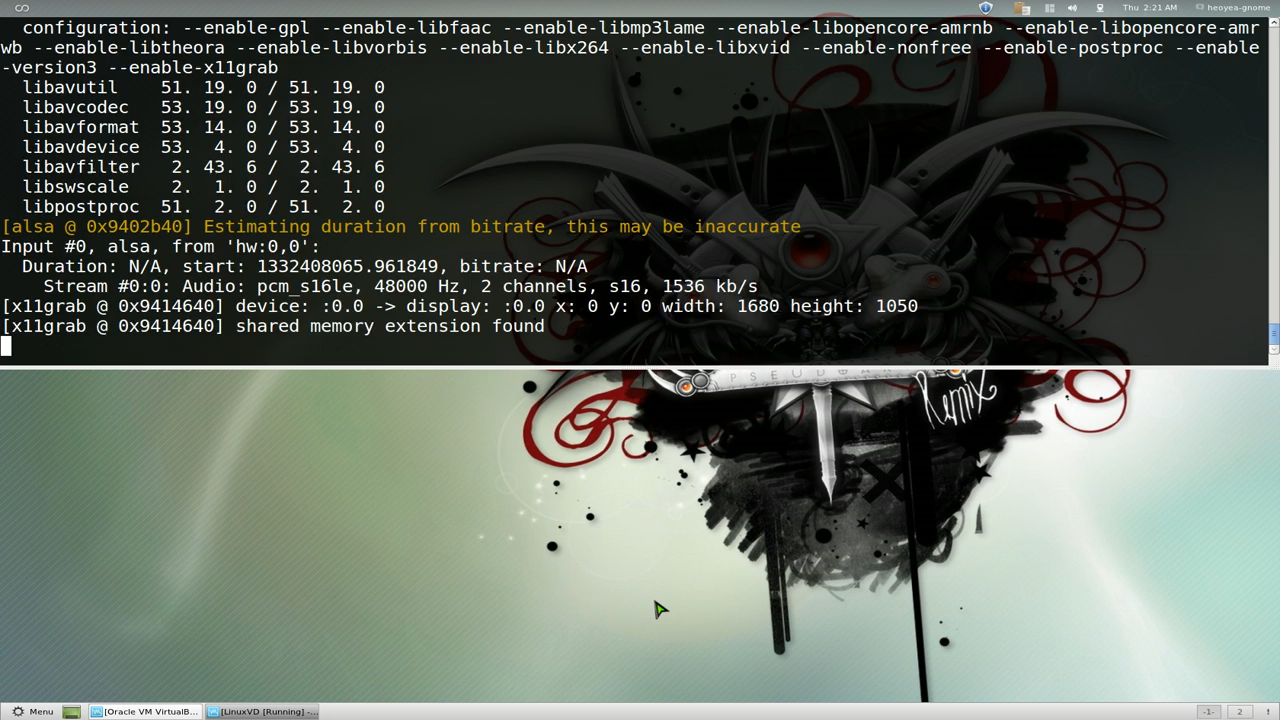 Thu 2:21 AM heoyea-gnome
configuration: --enable-gpl --enable-libfaac --enable-libmp3lame --enable-libopencore-amrnb --enable-libopencore-amr
wb --enable-libtheora --enable-libvorbis --enable-libx264 --enable-libxvid --enable-nonfree --enable-postproc --enable
-version3 --enable-x11grab
libavutil 51. 19. 0 / 51. 19. 0
libavcodec 53. 19. 0 / 53. 19. 0
libavformat 53. 14. 0 / 53. 14. 0
libavdevice 53. 4. 0 / 53. 4. 0
libavfilter 2. 43. 6 / 2. 43. 6
libswscale 2. 1. 0 / 2. 1. 0
libpostproc 51. 2. 0 / 51. 2. 0
[alsa @ 0x9402b40] Estimating duration from bitrate, this may be inaccurate
Input #0, alsa, from 'hw:0,0':
Duration: N/A, start: 1332408065.961849, bitrate: N/A
Stream #0:0: Audio: pcm_s16le, 48000 Hz, 2 channels, s16, 1536 kb/s
[x11grab @ 0x9414640] device: :0.0 -> display: :0.0 x: 0 y: 0 width: 1680 height: 1050
[x11grab @ 0x9414640] shared memory extension found
Remix
Menu [Oracle VM VirtualB... [LinuxVD [Running] -... -1- 2